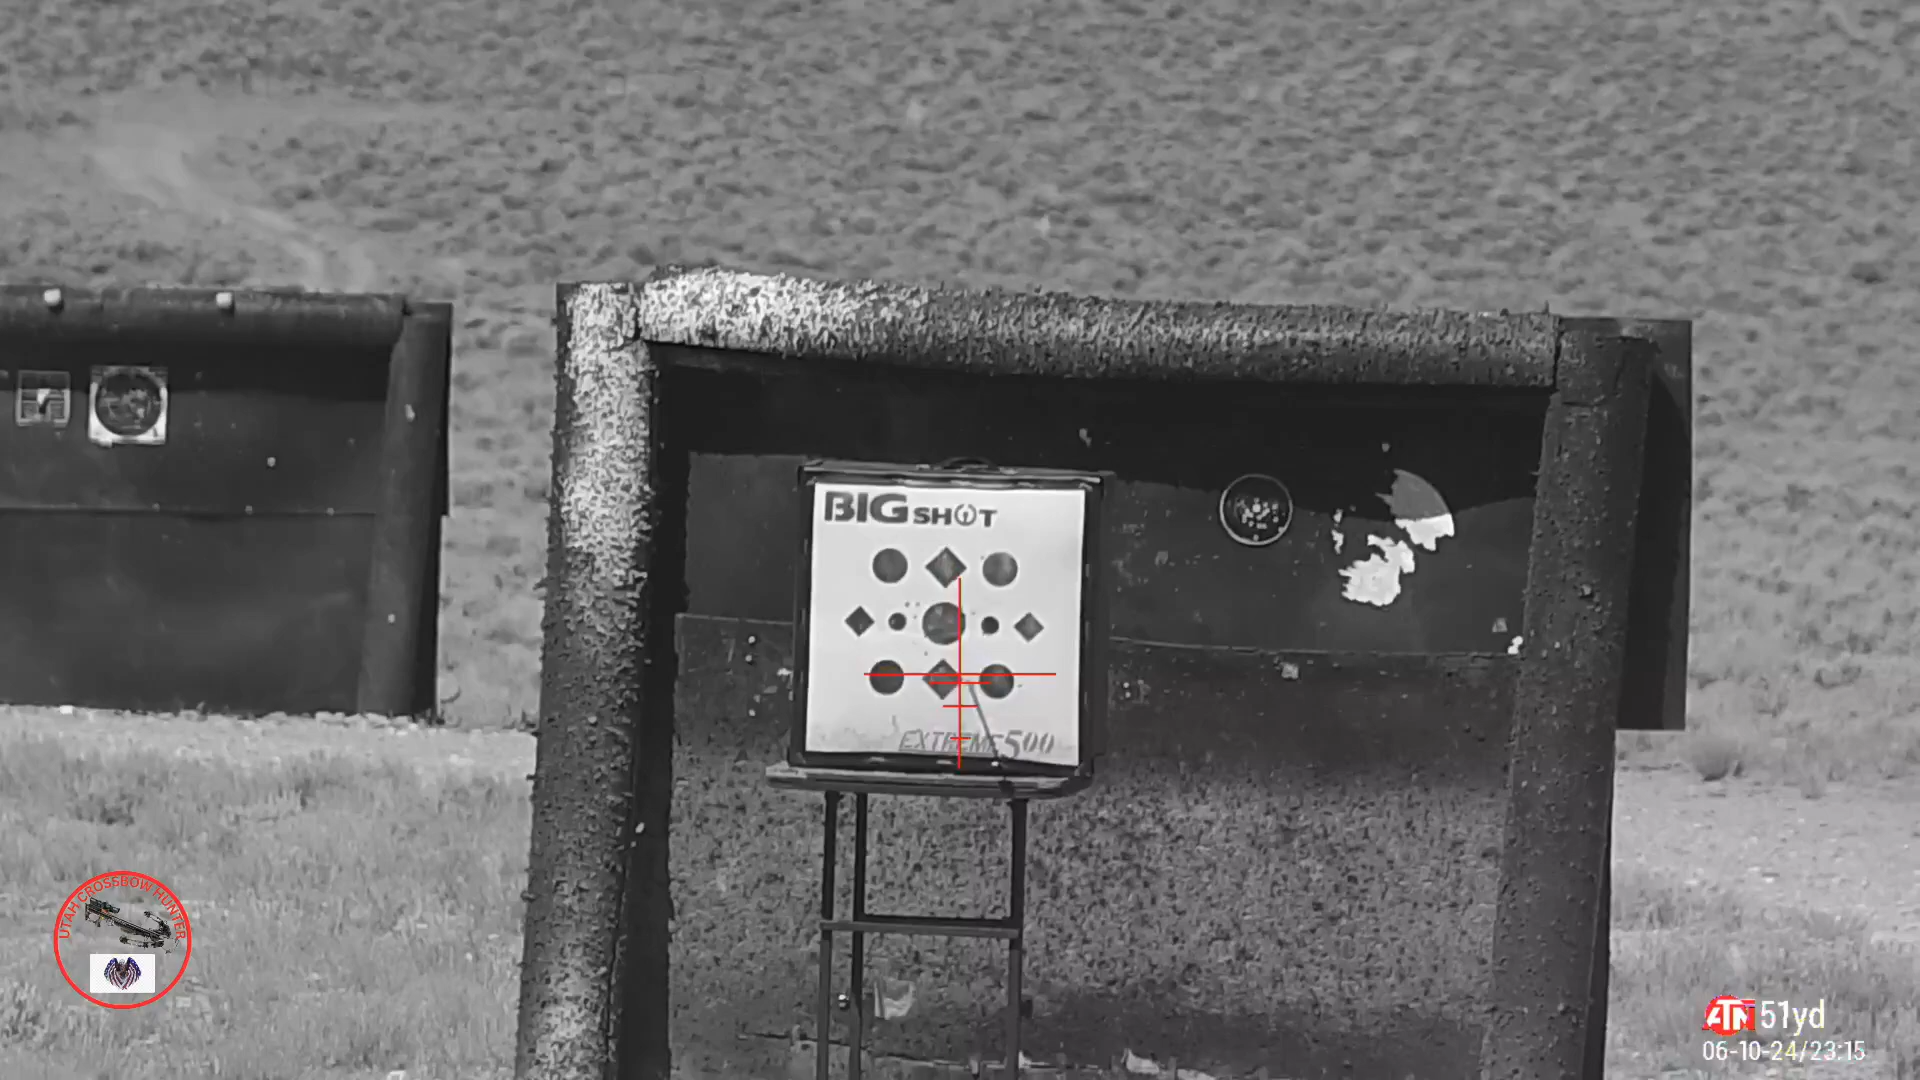 BIG SHOT
EXTREME 500
UTAH CROSSBOW HUNTER
ATN 51yd
06-10-24/23:15